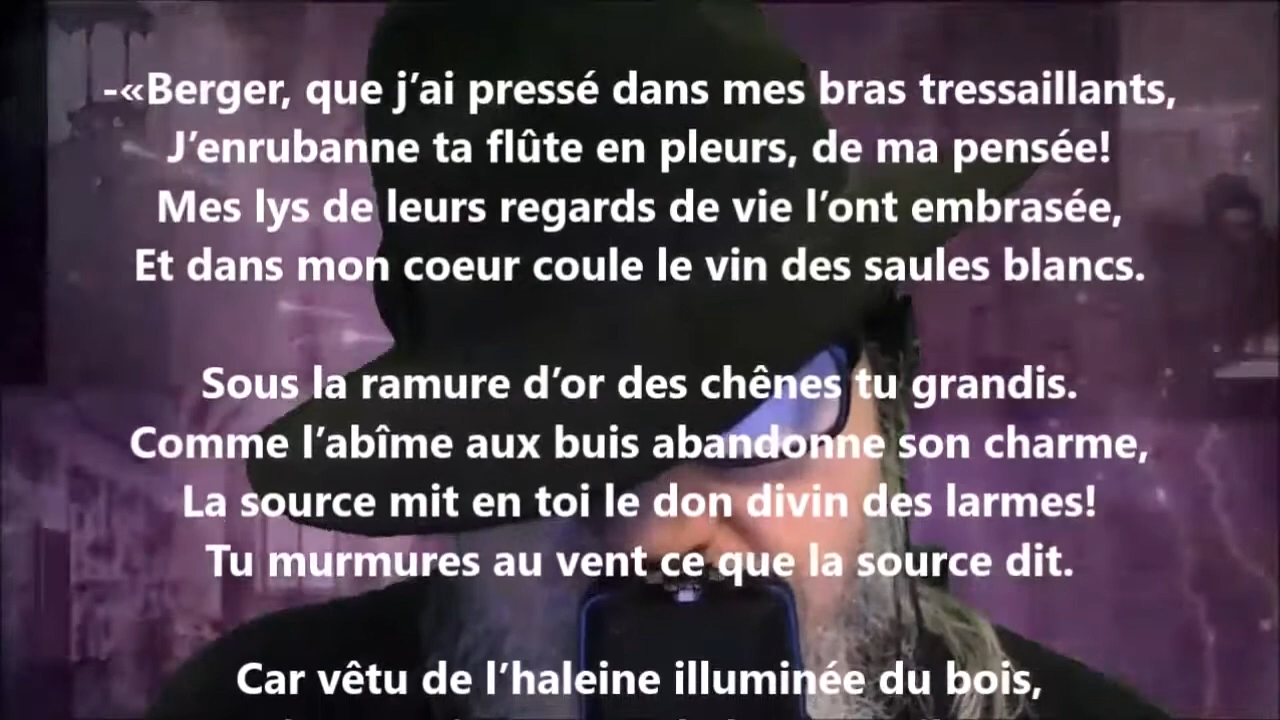 -«Berger, que j’ai pressé dans mes bras tressaillants,
J’enrubanne ta flûte en pleurs, de ma pensée!
Mes lys de leurs regards de vie l’ont embrasée,
Et dans mon coeur coule le vin des saules blancs.
Sous la ramure d’or des chênes tu grandis.
Comme l’abîme aux buis abandonne son charme,
La source mit en toi le don divin des larmes!
Tu murmures au vent ce que la source dit.
Car vêtu de l’haleine illuminée du bois,